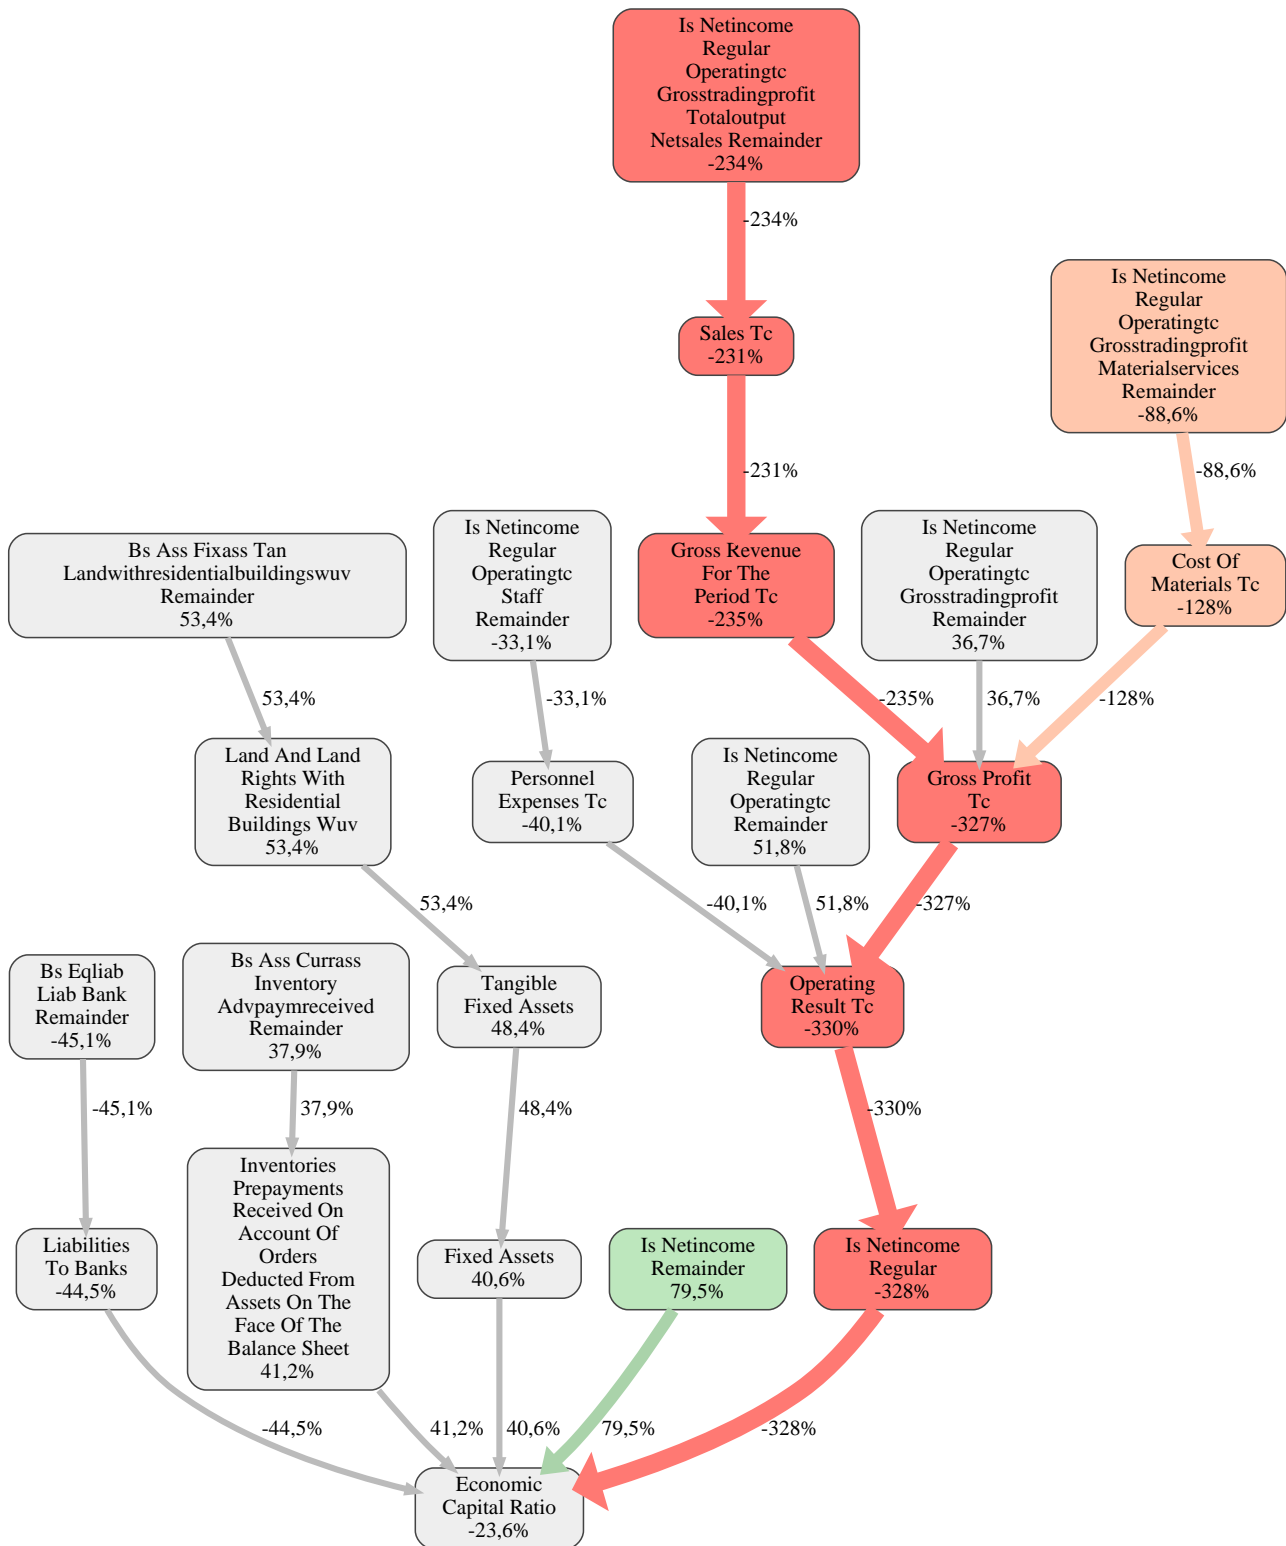 Is Netincome
Regular
Operatingtc
Grosstradingprofit
Totaloutput
Netsales Remainder
-234%
-234%
Is Netincome
Regular
Operatingtc
Grosstradingprofit
Materialservices
Remainder
-88,6%
Sales Tc
-231%
-231%
-88,6%
Bs Ass Fixass Tan
Landwithresidentialbuildingswuv
Remainder
53,4%
Is Netincome
Regular
Operatingtc
Staff
Remainder
-33,1%
Gross Revenue
For The
Period Tc
-235%
Is Netincome
Regular
Operatingtc
Grosstradingprofit
Remainder
36,7%
Cost Of
Materials Tc
-128%
53,4%
-33,1%
-235%
36,7%
-128%
Land And Land
Rights With
Residential
Buildings Wuv
53,4%
Personnel
Expenses Tc
-40,1%
Is Netincome
Regular
Operatingtc
Remainder
51,8%
Gross Profit
Tc
-327%
53,4%
-40,1%
51,8%
-327%
Bs Eqliab
Liab Bank
Remainder
-45,1%
Bs Ass Currass
Inventory
Advpaymreceived
Remainder
37,9%
Tangible
Fixed Assets
48,4%
Operating
Result Tc
-330%
-45,1%
37,9%
48,4%
-330%
Liabilities
To Banks
-44,5%
Inventories
Prepayments
Received On
Account Of
Orders
Deducted From
Assets On The
Face Of The
Balance Sheet
41,2%
Fixed Assets
40,6%
Is Netincome
Remainder
79,5%
Is Netincome
Regular
-328%
-44,5%
41,2%
40,6%
79,5%
-328%
Economic
Capital Ratio
-23,6%